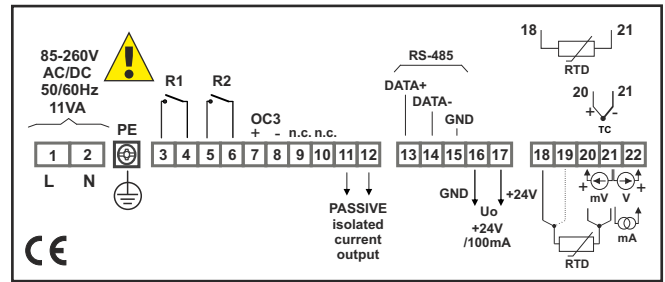 85-260V
AC/DC
50/60Hz
11VA
R1
R2
PE
OC3
+ - n.c. n.c.
RS-485
DATA+
DATA-
GND
18 21
RTD
20 21
+ -
TC
1 2 3 4 5 6 7 8 9 10 11 12 13 14 15 16 17 18 19 20 21 22
L N
PASSIVE
isolated
current
output
GND
+24V
Uo
+24V
/100mA
+ mV V +
mA
RTD
CE